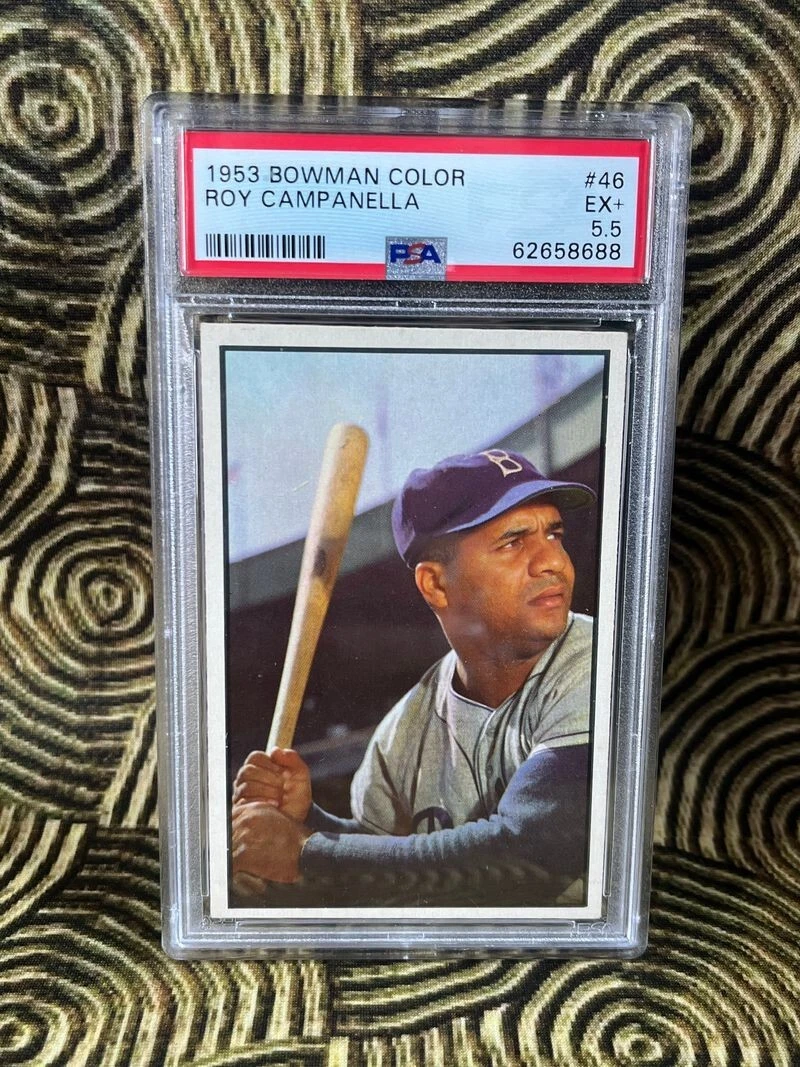 1953 BOWMAN COLOR #46
ROY CAMPANELLA EX+
5.5
PSA 62658688
B